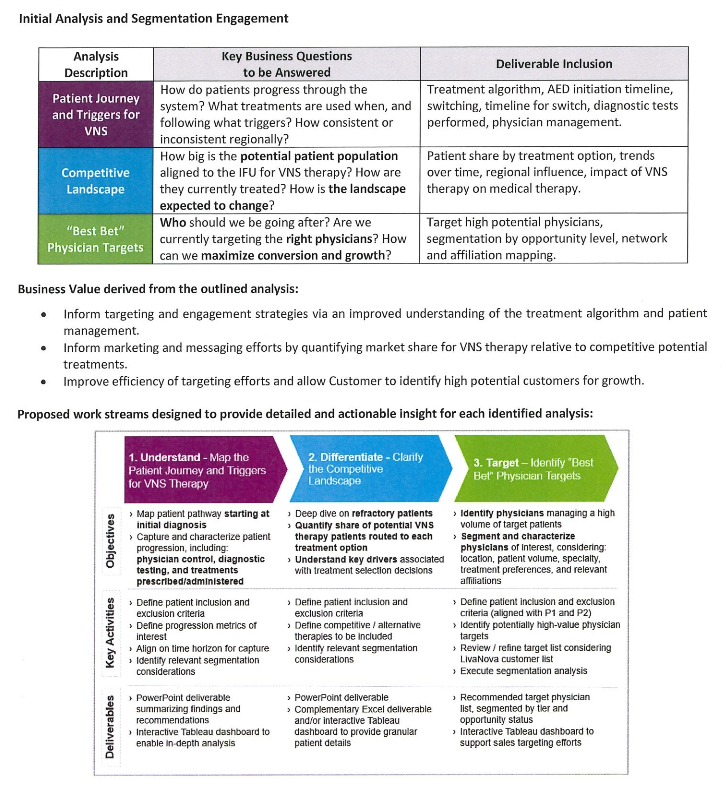 Initial Analysis and Segmentation Engagement
Analysis
Description
Key Business Questions
to be Answered
Deliverable Inclusion
Patient Journey
and Triggers for
VNS
How do patients progress through the
system? What treatments are used when, and
following what triggers? How consistent or
inconsistent regionally?
Treatment algorithm, AED initiation timeline,
switching, timeline for switch, diagnostic tests
performed, physician management.
Competitive
Landscape
How big is the potential patient population
aligned to the IFU for VNS therapy? How are
they currently treated? How is the landscape
expected to change?
Patient share by treatment option, trends
over time, regional influence, impact of VNS
therapy on medical therapy.
"Best Bet"
Physician Targets
Who should we be going after? Are we
currently targeting the right physicians? How
can we maximize conversion and growth?
Target high potential physicians,
segmentation by opportunity level, network
and affiliation mapping.
Business Value derived from the outlined analysis:
• Inform targeting and engagement strategies via an improved understanding of the treatment algorithm and patient
management.
• Inform marketing and messaging efforts by quantifying market share for VNS therapy relative to competitive potential
treatments.
• Improve efficiency of targeting efforts and allow Customer to identify high potential customers for growth.
Proposed work streams designed to provide detailed and actionable insight for each identified analysis:
1. Understand - Map the
Patient Journey and Triggers
for VNS Therapy
2. Differentiate - Clarify
the Competitive
Landscape
3. Target – Identify "Best
Bet" Physician Targets
Objectives
› Map patient pathway starting at
initial diagnosis
› Capture and characterize patient
progression, including:
physician control, diagnostic
testing, and treatments
prescribed/administered
› Deep dive on refractory patients
› Quantify share of potential VNS
therapy patients routed to each
treatment option
› Understand key drivers associated
with treatment selection decisions
› Identify physicians managing a high
volume of target patients
› Segment and characterize
physicians of interest, considering:
location, patient volume, specialty,
treatment preferences, and relevant
affiliations
Key Activities
› Define patient inclusion and
exclusion criteria
› Define progression metrics of
interest
› Align on time horizon for capture
› Identify relevant segmentation
considerations
› Define patient inclusion and
exclusion criteria
› Define competitive / alternative
therapies to be included
› Identify relevant segmentation
considerations
› Define patient inclusion and exclusion
criteria (aligned with P1 and P2)
› Identify potentially high-value physician
targets
› Review / refine target list considering
LivaNova customer list
› Execute segmentation analysis
Deliverables
› PowerPoint deliverable
summarizing findings and
recommendations
› Interactive Tableau dashboard to
enable in-depth analysis
› PowerPoint deliverable
› Complementary Excel deliverable
and/or interactive Tableau
dashboard to provide granular
patient details
› Recommended target physician
list, segmented by tier and
opportunity status
› Interactive Tableau dashboard to
support sales targeting efforts